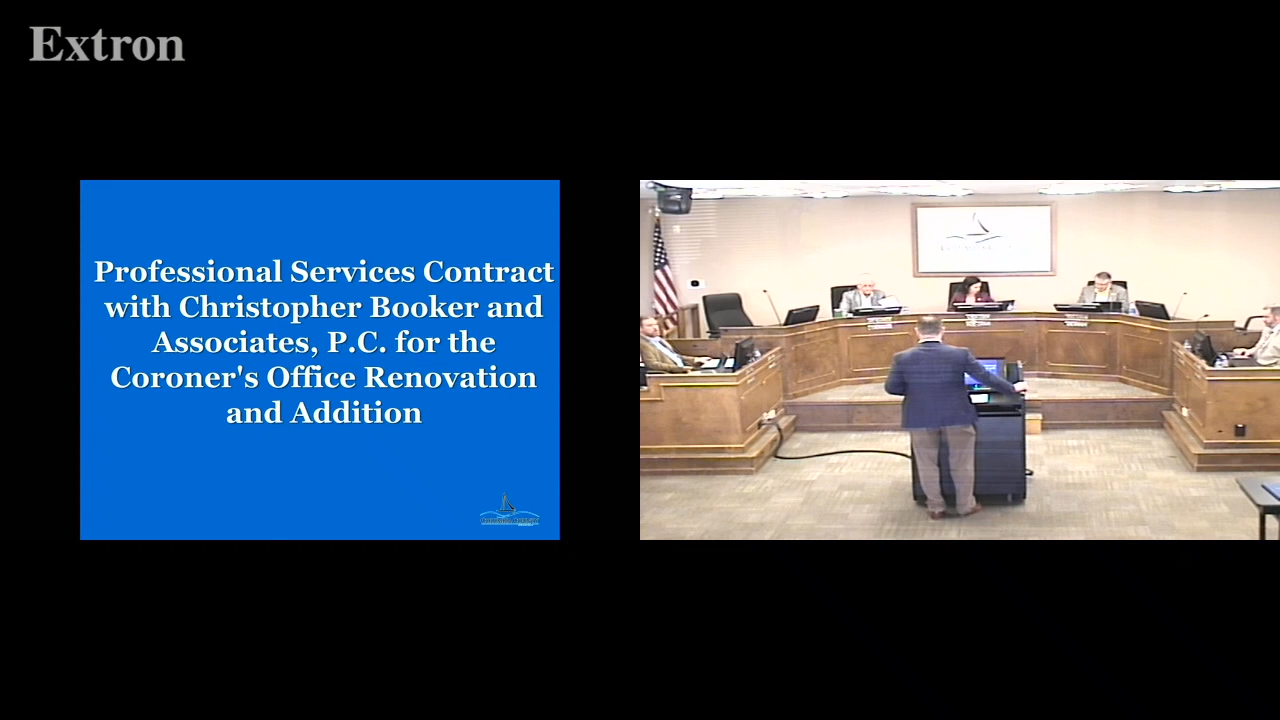 Extron
Professional Services Contract
with Christopher Booker and
Associates, P.C. for the
Coroner's Office Renovation
and Addition